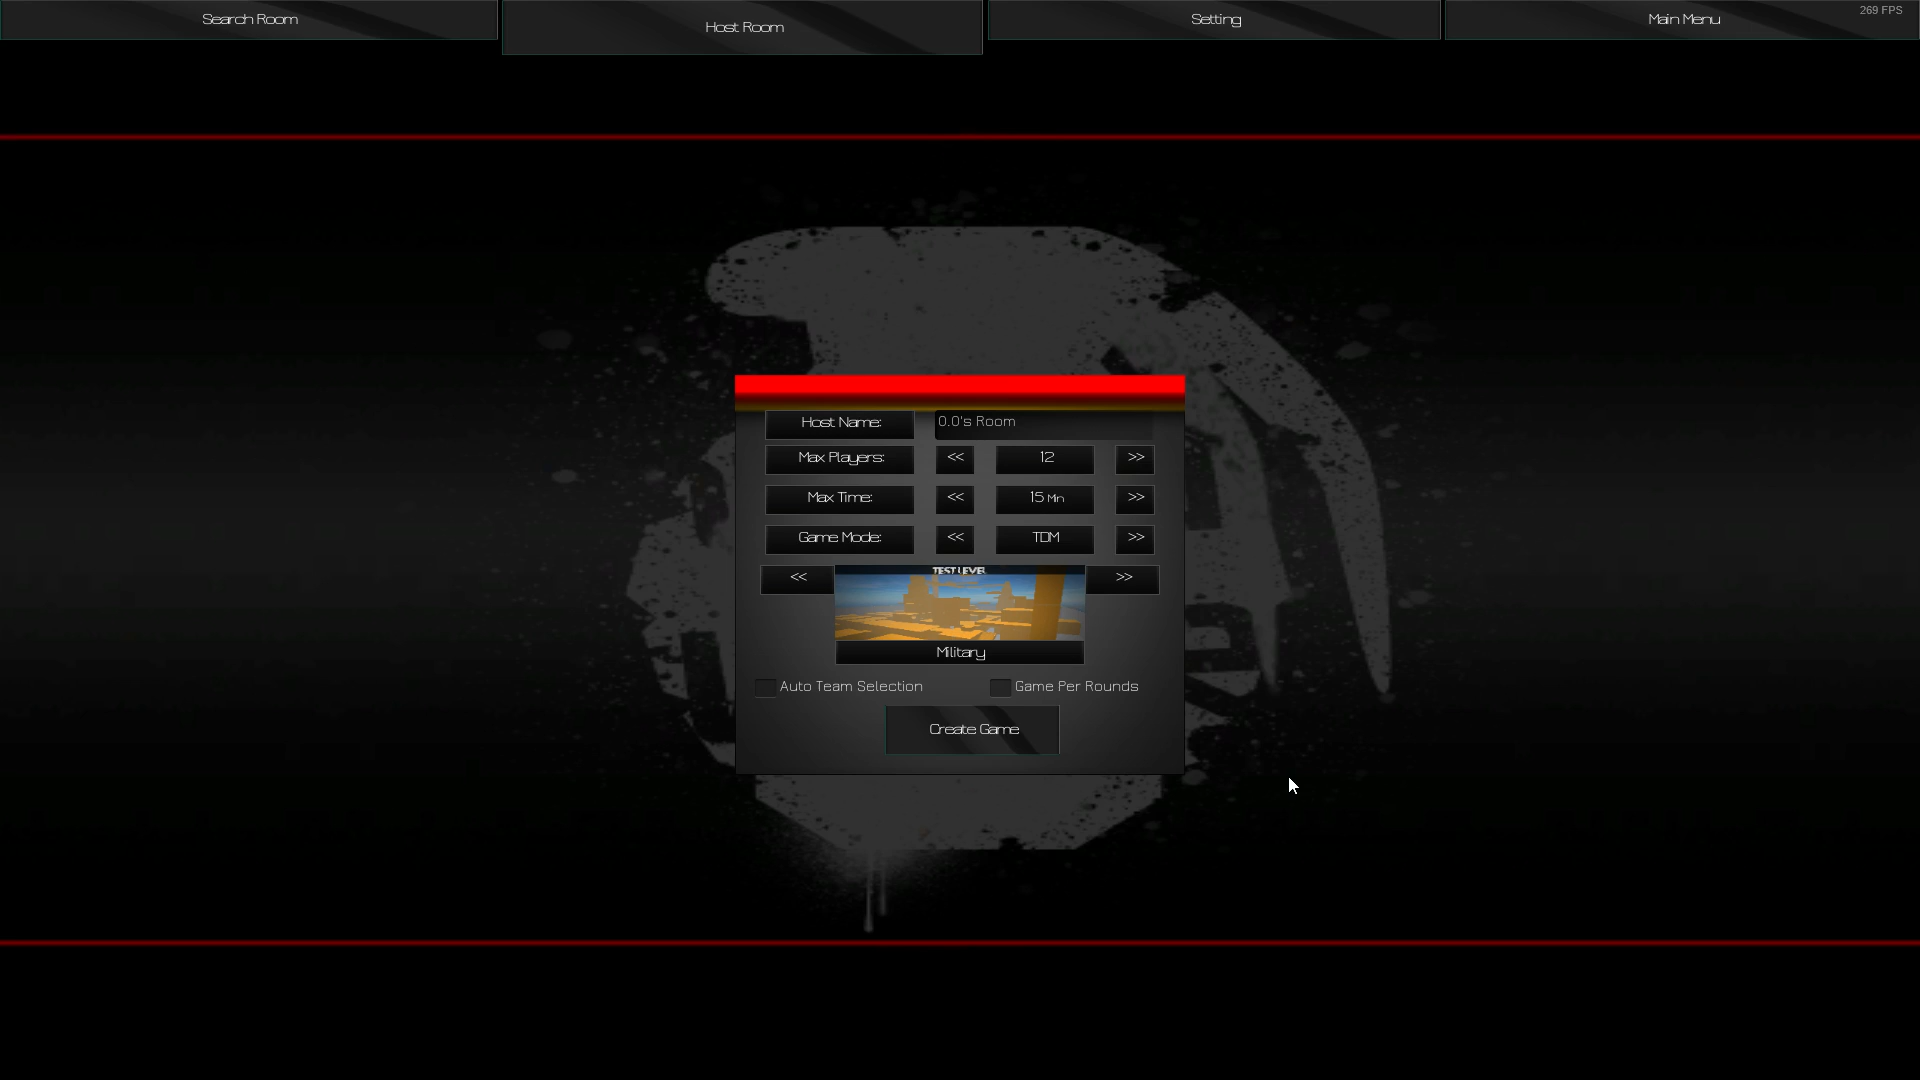 Search Room
Host Room
Setting
Main Menu
269 FPS
Host Name:
0.0's Room
Max Players:
<<
12
>>
Max Time:
<<
15 Min
>>
Game Mode:
<<
TDM
>>
<<
TEST LEVEL
>>
Military
Auto Team Selection
Game Per Rounds
Create Game